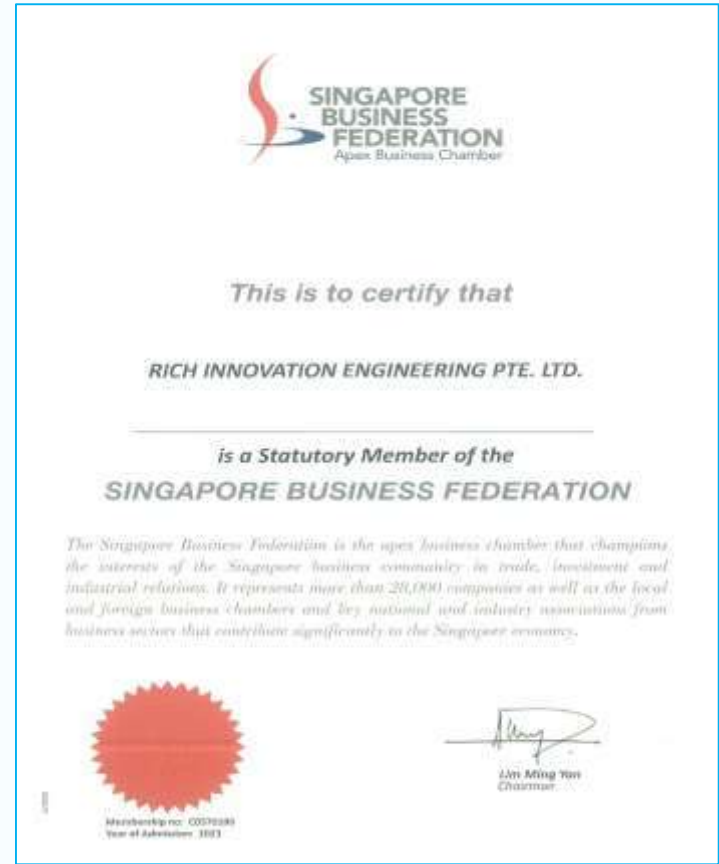 SINGAPORE
BUSINESS
FEDERATION
Apex Business Chamber
This is to certify that
RICH INNOVATION ENGINEERING PTE. LTD.
is a Statutory Member of the
SINGAPORE BUSINESS FEDERATION
The Singapore Business Federation is the apex business chamber that champions
the interests of the Singapore business community in trade, investment and
industrial relations. It represents more than 28,000 companies as well as the local
and foreign business chambers and key national and industry associations from
business sectors that contribute significantly to the Singapore economy.
Lim Ming Yan
Chairman
Membership no:
Year of Admission: